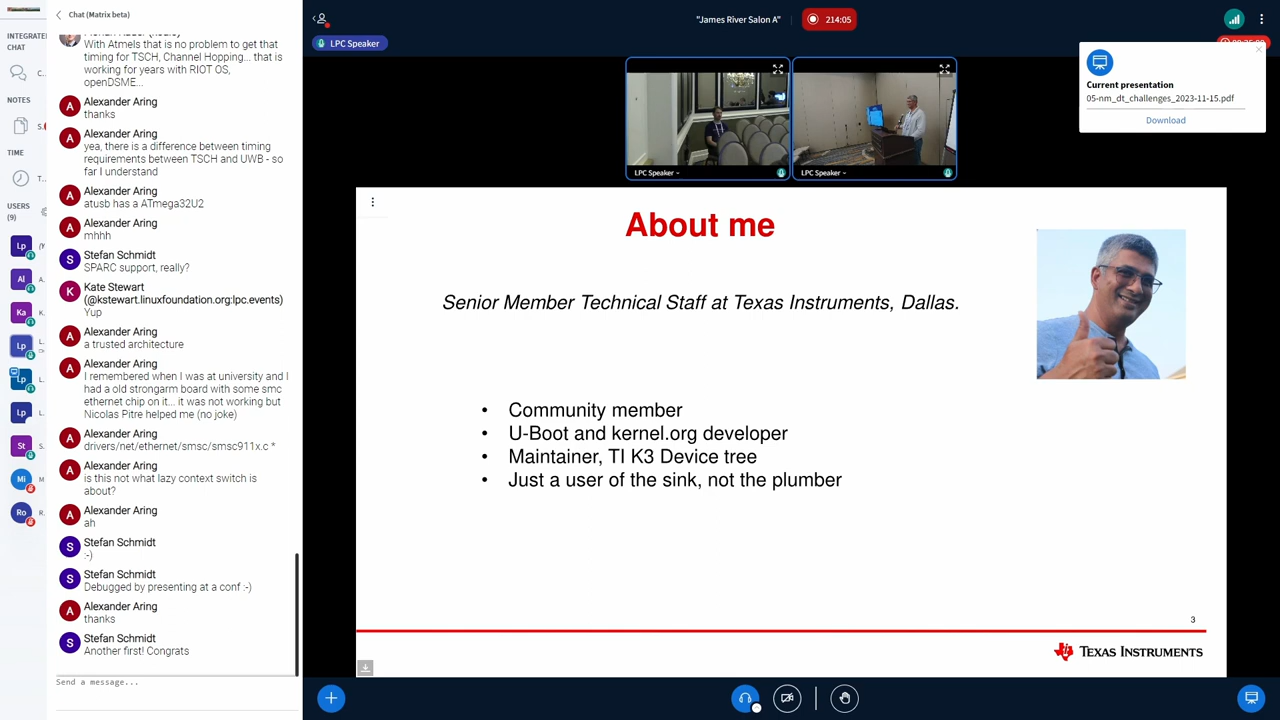 Chat (Matrix beta)
With Atmels that is no problem to get that
timing for TSCH, Channel Hopping... that is
working for years with RIOT OS,
openDSME...
Alexander Aring
thanks
Alexander Aring
yea, there is a difference between timing
requirements between TSCH and UWB - so
far I understand
Alexander Aring
atusb has a ATmega32U2
Alexander Aring
mhhh
Stefan Schmidt
SPARC support, really?
Kate Stewart
(@kstewart.linuxfoundation.org:lpc.events)
Yup
Alexander Aring
a trusted architecture
Alexander Aring
I remembered when I was at university and I
had a old strongarm board with some smc
ethernet chip on it... it was not working but
Nicolas Pitre helped me (no joke)
Alexander Aring
drivers/net/ethernet/smsc/smsc911x.c *
Alexander Aring
is this not what lazy context switch is
about?
Alexander Aring
ah
Stefan Schmidt
:-)
Stefan Schmidt
Debugged by presenting at a conf :-)
Alexander Aring
thanks
Stefan Schmidt
Another first! Congrats
Send a message...
CHAT
C..
NOTES
S.
TIME
T..
USERS
(9)
Lp
Al
A.
Ka
K.
Lp
L.
Lp
L.
Lp
L.
St
S.
Mi
M.
Ro
R.
"James River Salon A"
214:05
LPC Speaker
LPC Speaker
LPC Speaker
Current presentation
05-nm_dt_challenges_2023-11-15.pdf
Download
About me
Senior Member Technical Staff at Texas Instruments, Dallas.
• Community member
• U-Boot and kernel.org developer
• Maintainer, TI K3 Device tree
• Just a user of the sink, not the plumber
3
TEXAS INSTRUMENTS